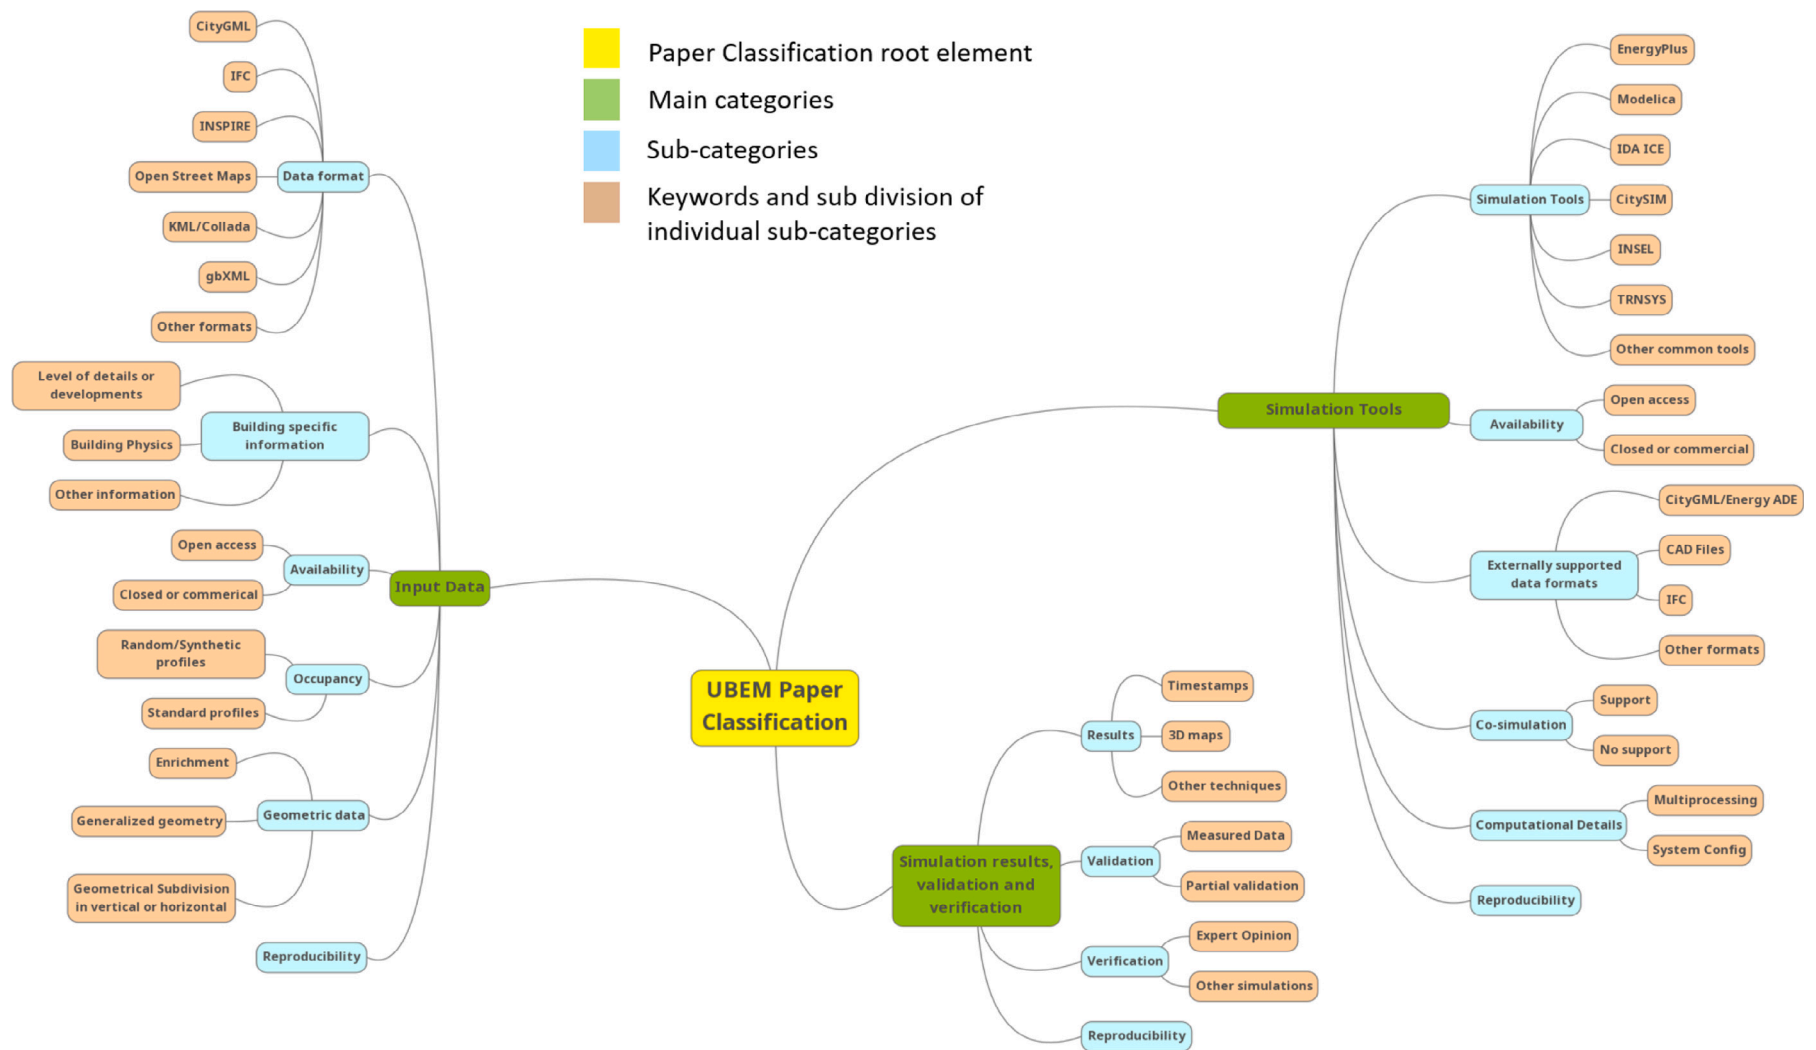 Paper Classification root element
Main categories
Sub-categories
Keywords and sub division of
individual sub-categories
CityGML
IFC
INSPIRE
Open Street Maps
Data format
KML/Collada
gbXML
Other formats
Level of details or
developments
Building specific
information
Building Physics
Other information
Open access
Availability
Closed or commerical
Input Data
Random/Synthetic
profiles
Occupancy
Standard profiles
Enrichment
Generalized geometry
Geometric data
Geometrical Subdivision
in vertical or horizontal
Reproducibility
UBEM Paper
Classification
EnergyPlus
Modelica
IDA ICE
Simulation Tools
CitySIM
INSEL
TRNSYS
Other common tools
Simulation Tools
Open access
Availability
Closed or commercial
CityGML/Energy ADE
CAD Files
Externally supported
data formats
IFC
Other formats
Support
Co-simulation
No support
Multiprocessing
Computational Details
System Config
Reproducibility
Timestamps
Results
3D maps
Other techniques
Measured Data
Simulation results,
validation and
verification
Validation
Partial validation
Expert Opinion
Verification
Other simulations
Reproducibility